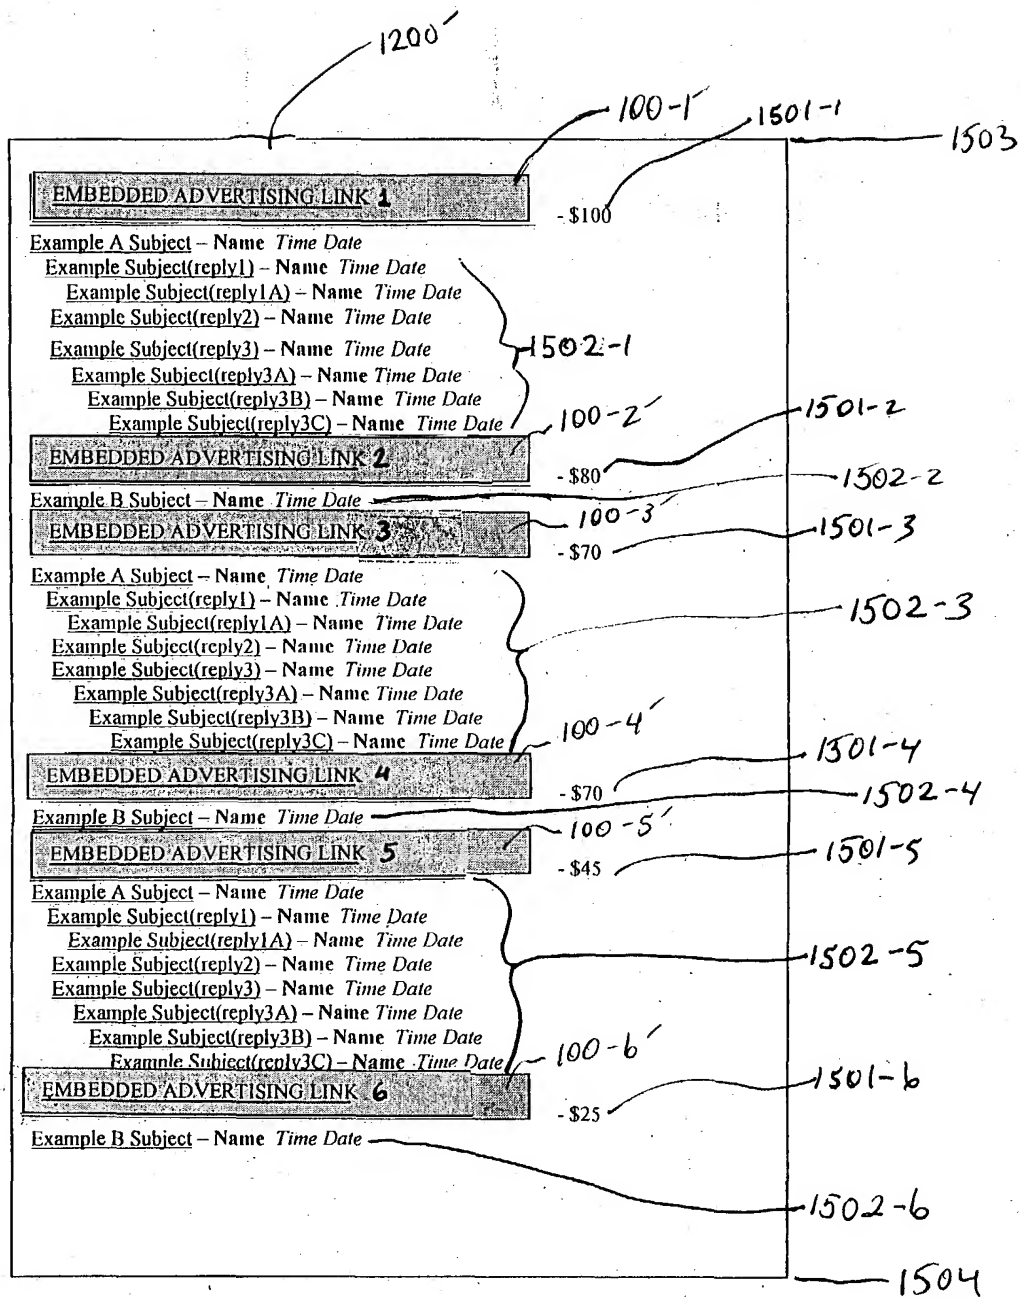 1200′
100-1′ 1501-1
1503
EMBEDDED ADVERTISING LINK 1
- $100
Example A Subject – Name Time Date
Example Subject(reply1) – Name Time Date
Example Subject(reply1A) – Name Time Date
Example Subject(reply2) – Name Time Date
1502-1
Example Subject(reply3) – Name Time Date
Example Subject(reply3A) – Name Time Date
Example Subject(reply3B) – Name Time Date
Example Subject(reply3C) – Name Time Date
100-2′ 1501-2
EMBEDDED ADVERTISING LINK 2
- $80
1502-2
Example B Subject – Name Time Date
100-3′ 1501-3
EMBEDDED ADVERTISING LINK 3
- $70
Example A Subject – Name Time Date
Example Subject(reply1) – Name Time Date
1502-3
Example Subject(reply1A) – Name Time Date
Example Subject(reply2) – Name Time Date
Example Subject(reply3) – Name Time Date
Example Subject(reply3A) – Name Time Date
Example Subject(reply3B) – Name Time Date
Example Subject(reply3C) – Name Time Date
100-4′ 1501-4
EMBEDDED ADVERTISING LINK 4
- $70
1502-4
Example B Subject – Name Time Date
100-5′ 1501-5
EMBEDDED ADVERTISING LINK 5
- $45
Example A Subject – Name Time Date
Example Subject(reply1) – Name Time Date
Example Subject(reply1A) – Name Time Date
1502-5
Example Subject(reply2) – Name Time Date
Example Subject(reply3) – Name Time Date
Example Subject(reply3A) – Name Time Date
Example Subject(reply3B) – Name Time Date
Example Subject(reply3C) – Name Time Date
100-6′ 1501-6
EMBEDDED ADVERTISING LINK 6
- $25
Example B Subject – Name Time Date
1502-6
1504